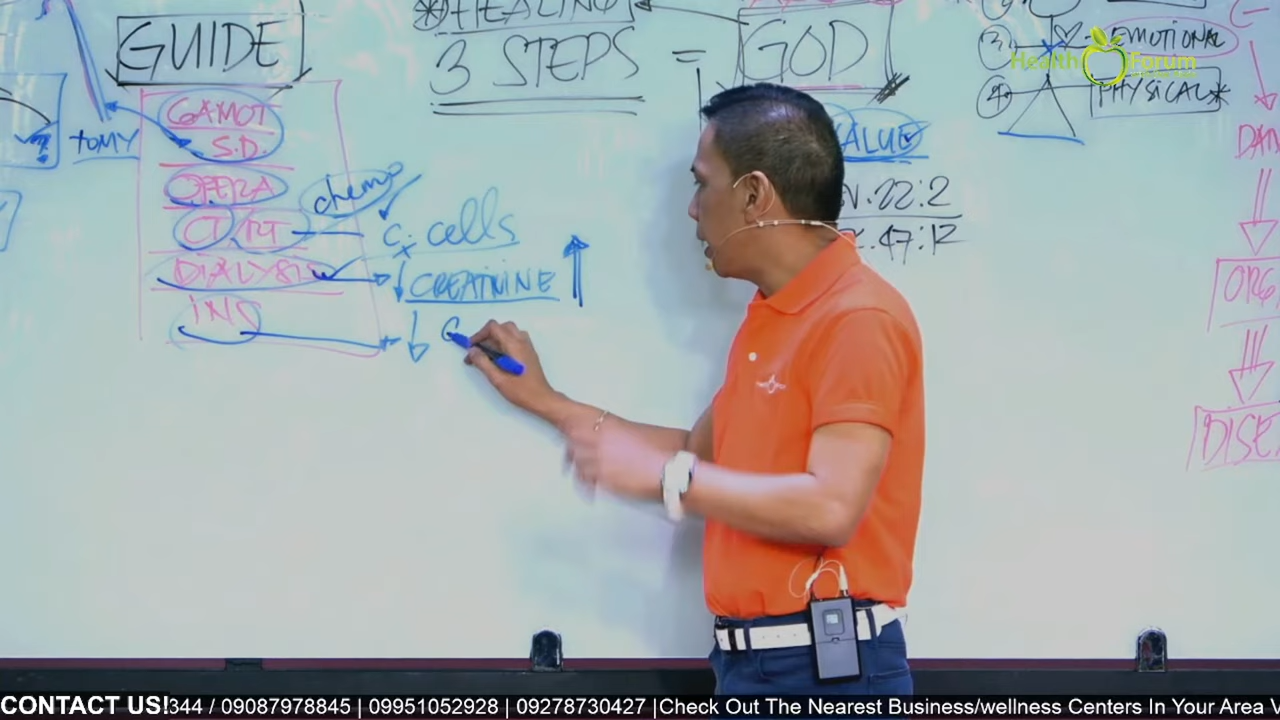 HEALING
GUIDE
3 STEPS = GOD
3 EMOTIONAL
Health Forum
4 PHYSICAL*
GAMOT
S.D.
TOMY
VALUE
OPERA
chemo
22:2
CT/RT
C. cells
47:12
DIALYSIS
CREATININE
INS
CONTACT US! 344 / 09087978845 | 09951052928 | 09278730427 |Check Out The Nearest Business/wellness Centers In Your Area